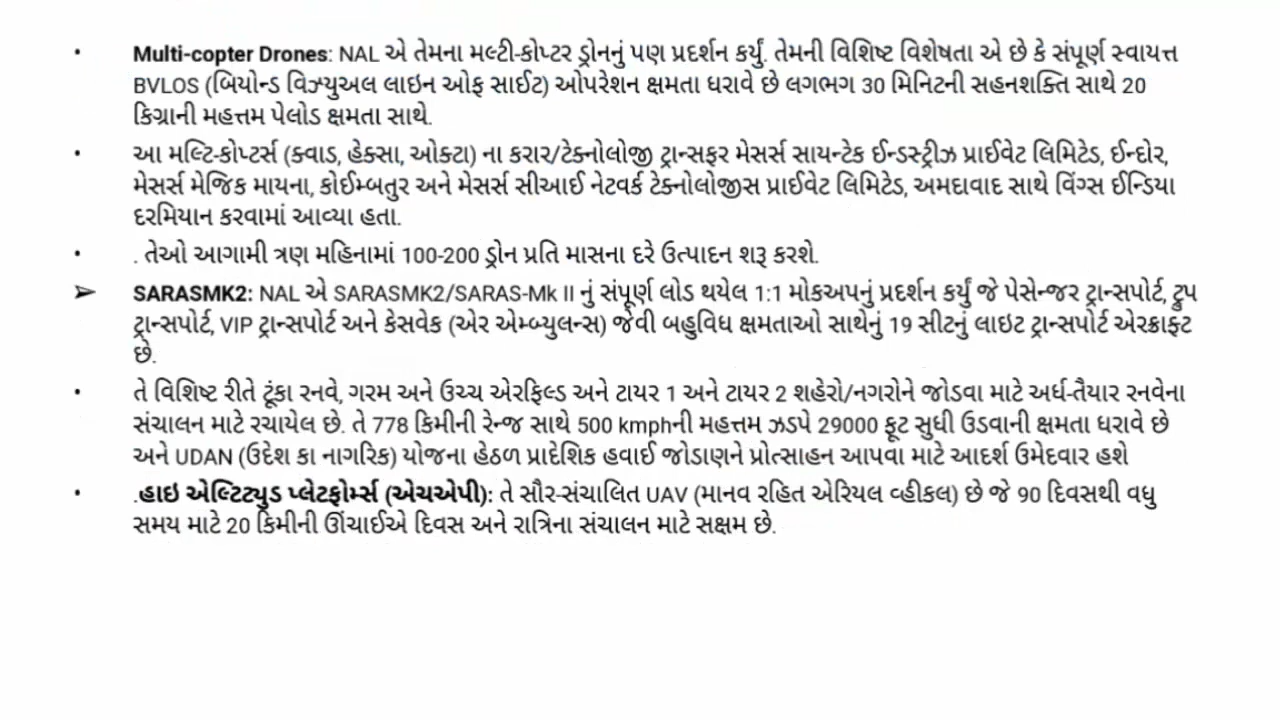 • Multi-copter Drones: NAL એ તેમના મલ્ટી-કોપ્ટર ડ્રોનનું પણ પ્રદર્શન કર્યું. તેમની વિશિષ્ટ વિશેષતા એ છે કે સંપૂર્ણ સ્વાયત્ત
BVLOS (બિયોન્ડ વિઝ્યુઅલ લાઇન ઓફ સાઈટ) ઓપરેશન ક્ષમતા ધરાવે છે લગભગ 30 મિનિટની સહનશક્તિ સાથે 20
કિગ્રાની મહત્તમ પેલોડ ક્ષમતા સાથે.
• આ મલ્ટિ-કોપ્ટર્સ (ક્વાડ, હેક્સા, ઓક્ટા) ના કરાર/ટેક્નોલોજી ટ્રાન્સફર મેસર્સ સાયન્ટેક ઈન્ડસ્ટ્રીઝ પ્રાઈવેટ લિમિટેડ, ઈન્દોર,
મેસર્સ મેજિક માયના, કોઈમ્બતુર અને મેસર્સ સીઆઈ નેટવર્ક ટેક્નોલોજીસ પ્રાઈવેટ લિમિટેડ, અમદાવાદ સાથે વિંગ્સ ઈન્ડિયા
દરમિયાન કરવામાં આવ્યા હતા.
• . તેઓ આગામી ત્રણ મહિનામાં 100-200 ડ્રોન પ્રતિ માસના દરે ઉત્પાદન શરૂ કરશે.
➢ SARASMK2: NAL એ SARASMK2/SARAS-Mk II નું સંપૂર્ણ લોડ થયેલ 1:1 મોકઅપનું પ્રદર્શન કર્યું જે પેસેન્જર ટ્રાન્સપોર્ટ, ટ્રુપ
ટ્રાન્સપોર્ટ, VIP ટ્રાન્સપોર્ટ અને કેસવેક (એર એમ્બ્યુલન્સ) જેવી બહુવિધ ક્ષમતાઓ સાથેનું 19 સીટનું લાઇટ ટ્રાન્સપોર્ટ એરક્રાફ્ટ
છે.
• તે વિશિષ્ટ રીતે ટૂંકા રનવે, ગરમ અને ઉચ્ચ એરફિલ્ડ અને ટાયર 1 અને ટાયર 2 શહેરો/નગરોને જોડવા માટે અર્ધ-તૈયાર રનવેના
સંચાલન માટે રચાયેલ છે. તે 778 કિમીની રેન્જ સાથે 500 kmphની મહત્તમ ઝડપે 29000 ફૂટ સુધી ઉડવાની ક્ષમતા ધરાવે છે
અને UDAN (ઉદેશ કા નાગરિક) યોજના હેઠળ પ્રાદેશિક હવાઈ જોડાણને પ્રોત્સાહન આપવા માટે આદર્શ ઉમેદવાર હશે
• .હાઇ એલ્ટિટ્યુડ પ્લેટફોર્મ્સ (એચએપી): તે સૌર-સંચાલિત UAV (માનવ રહિત એરિયલ વ્હીકલ) છે જે 90 દિવસથી વધુ
સમય માટે 20 કિમીની ઊંચાઈએ દિવસ અને રાત્રિના સંચાલન માટે સક્ષમ છે.